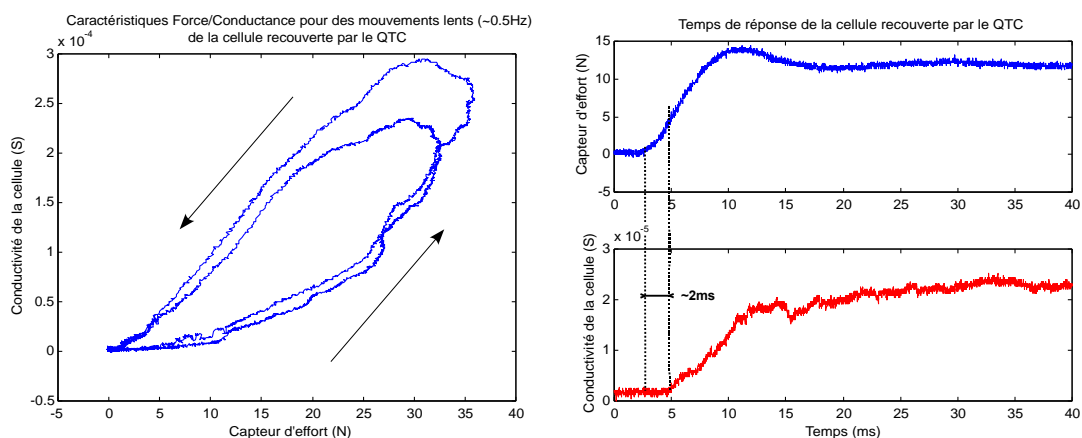 Caractéristiques Force/Conductance pour des mouvements lents (~0.5Hz)
de la cellule recouverte par le QTC
x 10⁻⁴
3
2.5
2
1.5
1
0.5
0
-0.5
-5 0 5 10 15 20 25 30 35 40
Conductivité de la cellule (S)
Capteur d'effort (N)
Temps de réponse de la cellule recouverte par le QTC
15
10
5
0
-5
0 5 10 15 20 25 30 35 40
Capteur d'effort (N)
x 10⁻⁵
3
2
1
0
~2ms
0 5 10 15 20 25 30 35 40
Conductivité de la cellule (S)
Temps (ms)